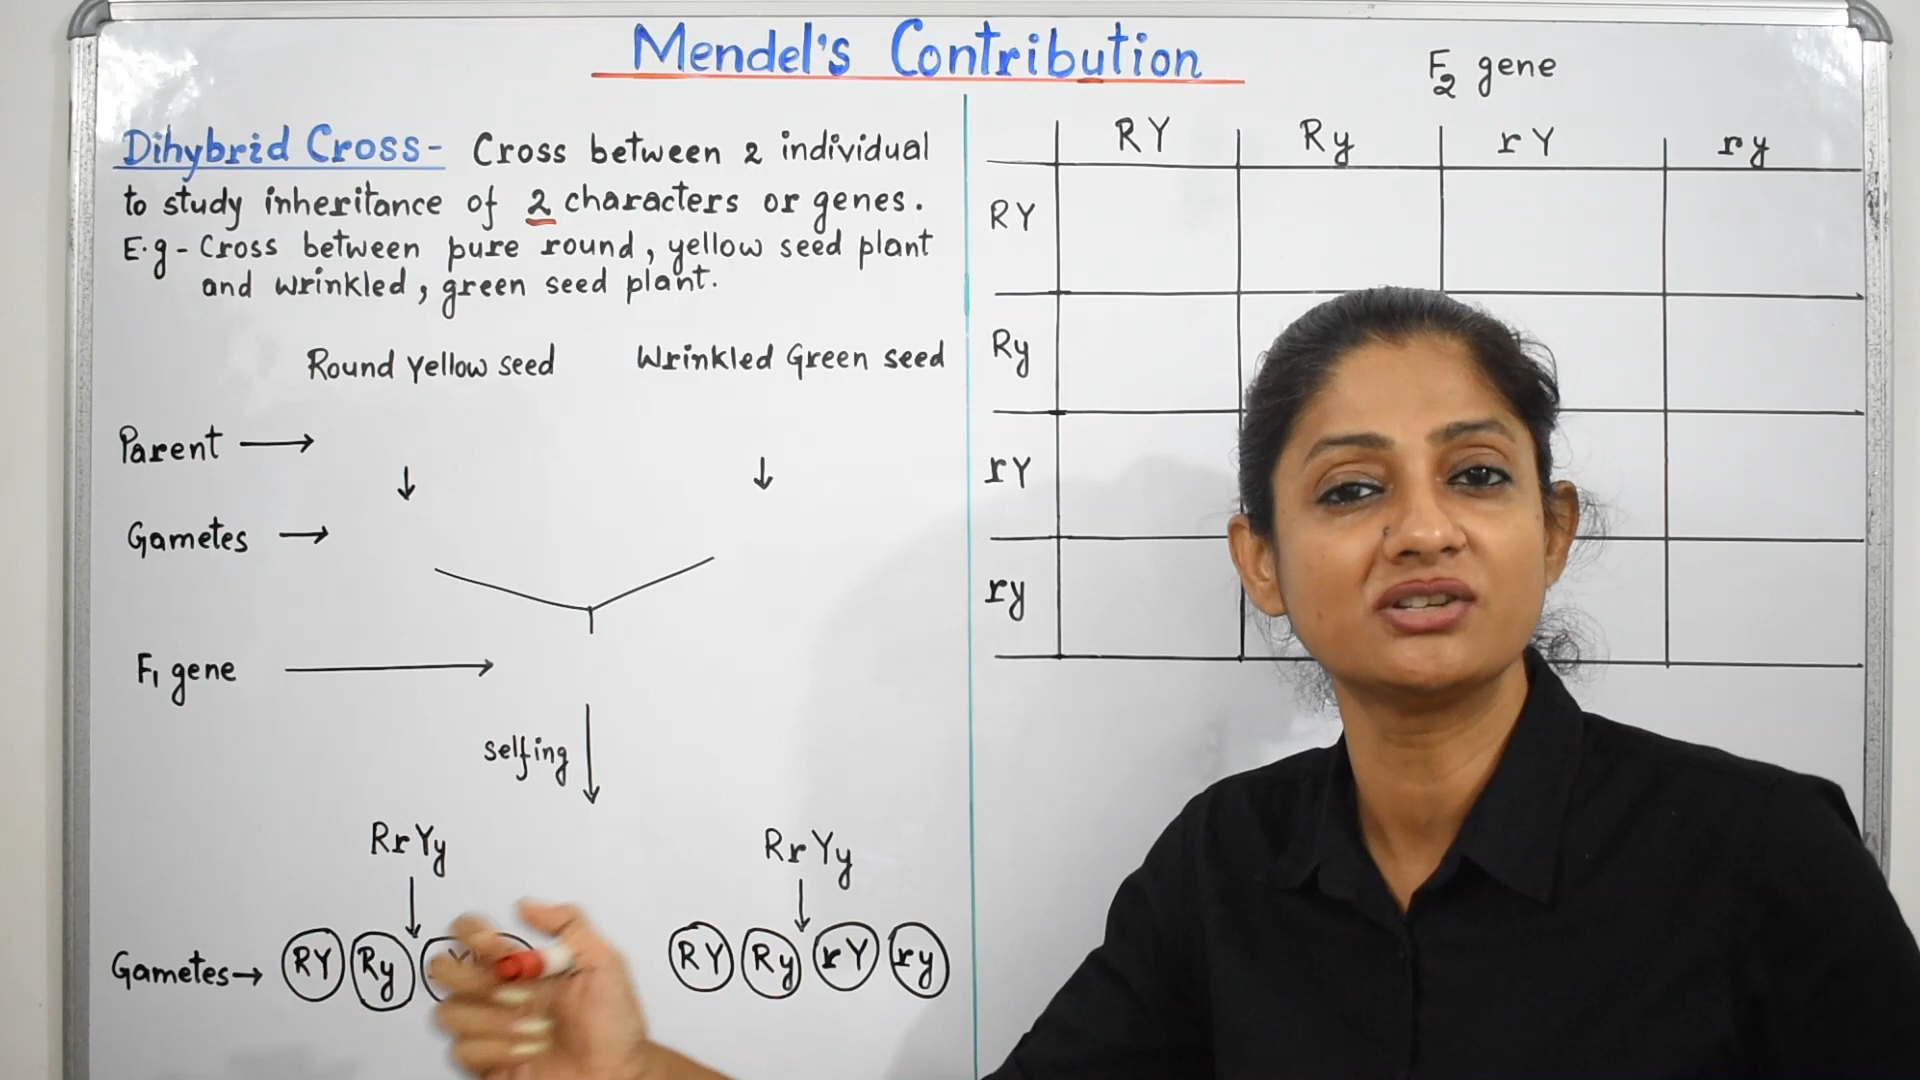 Mendel's Contribution
Dihybrid Cross- Cross between 2 individual
to study inheritance of 2 characters or genes.
E.g - Cross between pure round, yellow seed plant
and wrinkled, green seed plant.
Round Yellow seed
Wrinkled Green seed
Parent →
↓ ↓
Gametes →
F₁ gene →
selfing ↓
RrYy RrYy
↓ ↓
Gametes→ RY Ry RY Ry rY ry
F₂ gene
RY Ry rY ry
RY
Ry
rY
ry